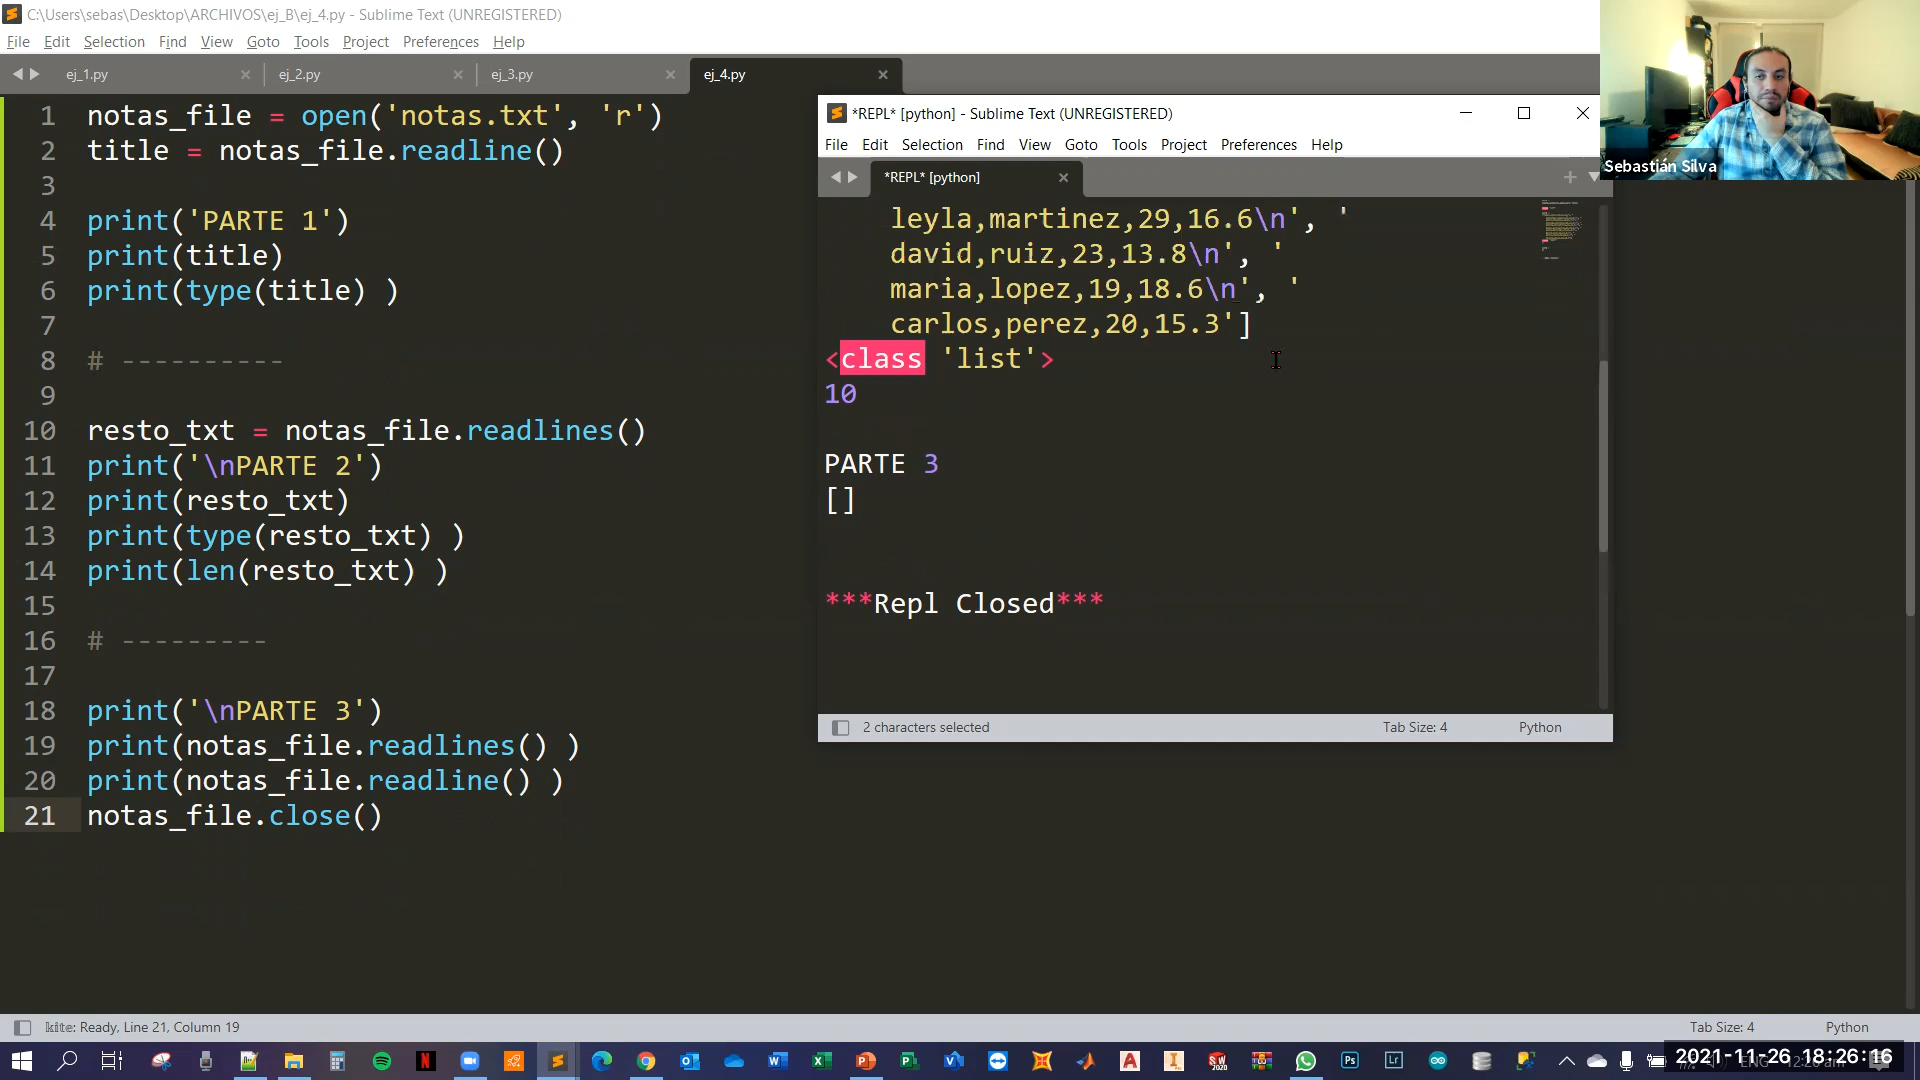 C:\Users\sebas\Desktop\ARCHIVOS\ej_B\ej_4.py - Sublime Text (UNREGISTERED)
File Edit Selection Find View Goto Tools Project Preferences Help
ej_1.py ej_2.py ej_3.py ej_4.py
1 notas_file = open('notas.txt', 'r')
2 title = notas_file.readline()
3
4 print('PARTE 1')
5 print(title)
6 print(type(title) )
7
8 # ----------
9
10 resto_txt = notas_file.readlines()
11 print('\nPARTE 2')
12 print(resto_txt)
13 print(type(resto_txt) )
14 print(len(resto_txt) )
15
16 # ---------
17
18 print('\nPARTE 3')
19 print(notas_file.readlines() )
20 print(notas_file.readline() )
21 notas_file.close()
*REPL* [python] - Sublime Text (UNREGISTERED)
File Edit Selection Find View Goto Tools Project Preferences Help
*REPL* [python]
leyla,martinez,29,16.6\n', '
david,ruiz,23,13.8\n', '
maria,lopez,19,18.6\n', '
carlos,perez,20,15.3']
<class 'list'>
10
PARTE 3
[]
***Repl Closed***
2 characters selected Tab Size: 4 Python
Sebastián Silva
kite: Ready, Line 21, Column 19 Tab Size: 4 Python
2021-11-26 18:26:16